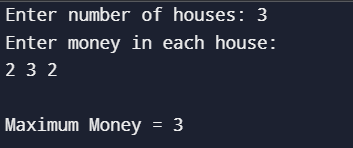 Enter number of houses: 3
Enter money in each house:
2 3 2
Maximum Money = 3